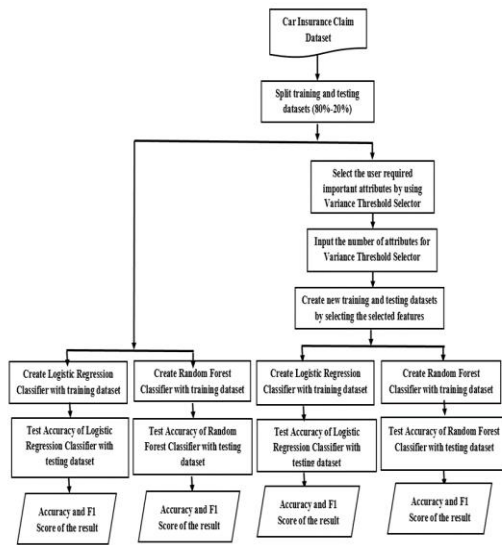 Car Insurance Claim
Dataset
Split training and testing
datasets (80%-20%)
Select the user required
important attributes by using
Variance Threshold Selector
Input the number of attributes for
Variance Threshold Selector
Create new training and testing datasets
by selecting the selected features
Create Logistic Regression
Classifier with training dataset
Create Random Forest
Classifier with training dataset
Create Logistic Regression
Classifier with training dataset
Create Random Forest
Classifier with training dataset
Test Accuracy of Logistic
Regression Classifier with
testing dataset
Test Accuracy of Random
Forest Classifier with testing
dataset
Test Accuracy of Logistic
Regression Classifier with
testing dataset
Test Accuracy of Random Forest
Classifier with testing dataset
Accuracy and F1
Score of the result
Accuracy and F1
Score of the result
Accuracy and F1
Score of the result
Accuracy and F1
Score of the result